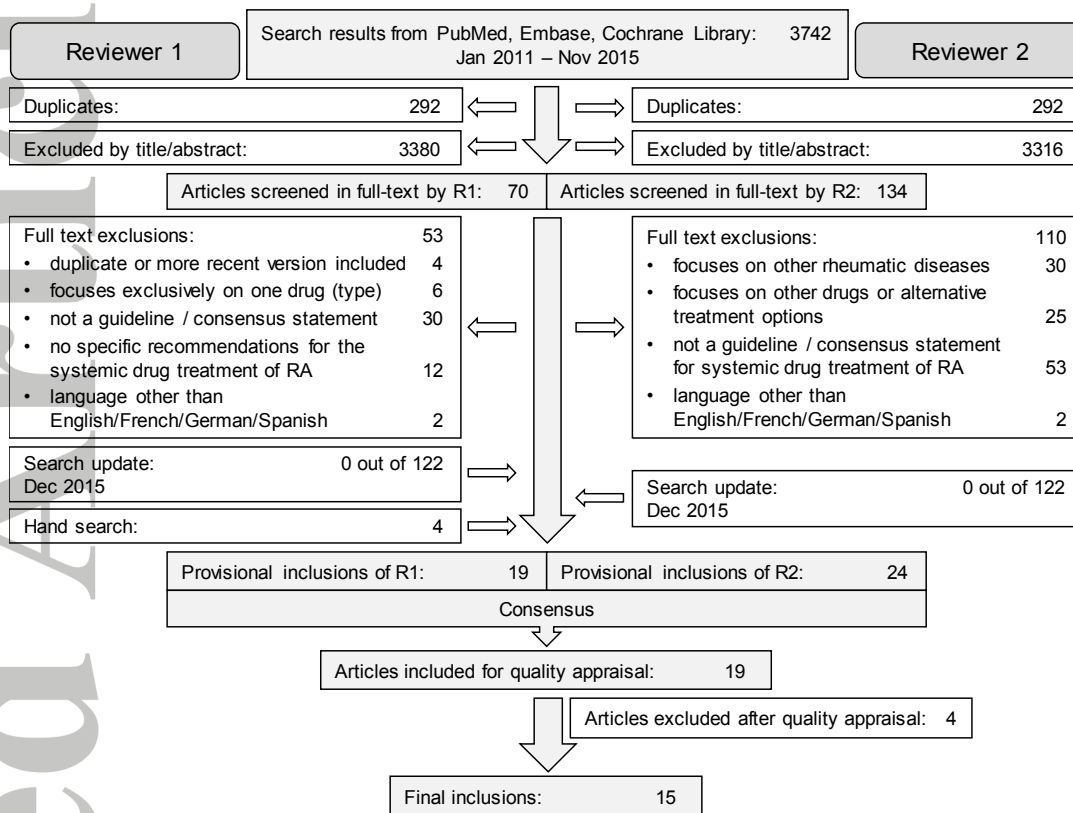 Reviewer 1
Search results from PubMed, Embase, Cochrane Library: 3742
Jan 2011 – Nov 2015
Reviewer 2
Duplicates: 292
Duplicates: 292
Excluded by title/abstract: 3380
Excluded by title/abstract: 3316
Articles screened in full-text by R1: 70
Articles screened in full-text by R2: 134
Full text exclusions: 53
• duplicate or more recent version included 4
• focuses exclusively on one drug (type) 6
• not a guideline / consensus statement 30
• no specific recommendations for the
systemic drug treatment of RA 12
• language other than
English/French/German/Spanish 2
Full text exclusions: 110
• focuses on other rheumatic diseases 30
• focuses on other drugs or alternative
treatment options 25
• not a guideline / consensus statement
for systemic drug treatment of RA 53
• language other than
English/French/German/Spanish 2
Search update: 0 out of 122
Dec 2015
Search update: 0 out of 122
Dec 2015
Hand search: 4
Provisional inclusions of R1: 19
Provisional inclusions of R2: 24
Consensus
Articles included for quality appraisal: 19
Articles excluded after quality appraisal: 4
Final inclusions: 15